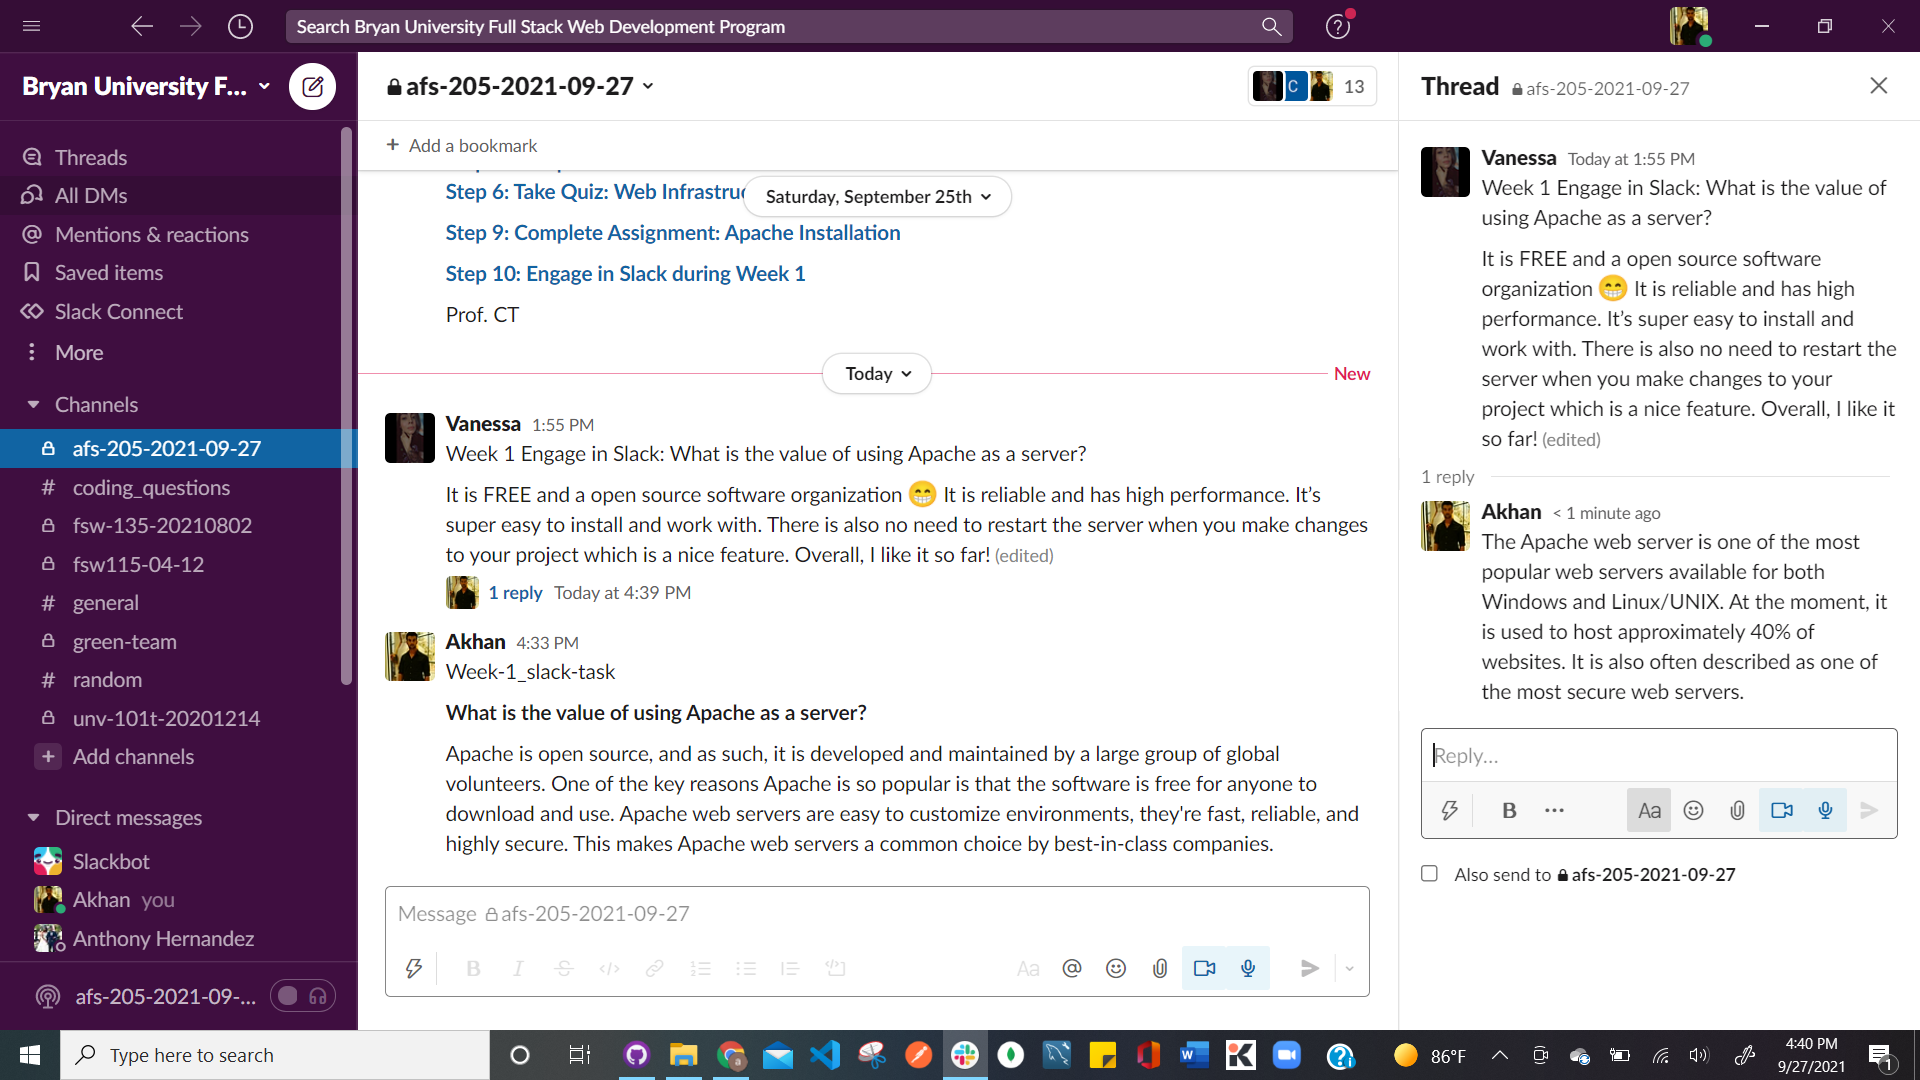 Search Bryan University Full Stack Web Development Program
Bryan University F...
Threads
All DMs
Mentions & reactions
Saved items
Slack Connect
More
Channels
afs-205-2021-09-27
# coding_questions
fsw-135-20210802
fsw115-04-12
# general
green-team
# random
unv-101t-20201214
+ Add channels
Direct messages
Slackbot
Akhan you
Anthony Hernandez
afs-205-2021-09-...
afs-205-2021-09-27
C
13
+ Add a bookmark
Step 6: Take Quiz: Web Infrastruc
Saturday, September 25th
Step 9: Complete Assignment: Apache Installation
Step 10: Engage in Slack during Week 1
Prof. CT
Today
New
Vanessa 1:55 PM
Week 1 Engage in Slack: What is the value of using Apache as a server?
It is FREE and a open source software organization 😁 It is reliable and has high performance. It’s
super easy to install and work with. There is also no need to restart the server when you make changes
to your project which is a nice feature. Overall, I like it so far! (edited)
1 reply Today at 4:39 PM
Akhan 4:33 PM
Week-1_slack-task
What is the value of using Apache as a server?
Apache is open source, and as such, it is developed and maintained by a large group of global
volunteers. One of the key reasons Apache is so popular is that the software is free for anyone to
download and use. Apache web servers are easy to customize environments, they're fast, reliable, and
highly secure. This makes Apache web servers a common choice by best-in-class companies.
Message afs-205-2021-09-27
B I S Aa @
Thread afs-205-2021-09-27
Vanessa Today at 1:55 PM
Week 1 Engage in Slack: What is the value of
using Apache as a server?
It is FREE and a open source software
organization 😁 It is reliable and has high
performance. It’s super easy to install and
work with. There is also no need to restart the
server when you make changes to your
project which is a nice feature. Overall, I like it
so far! (edited)
1 reply
Akhan < 1 minute ago
The Apache web server is one of the most
popular web servers available for both
Windows and Linux/UNIX. At the moment, it
is used to host approximately 40% of
websites. It is also often described as one of
the most secure web servers.
Reply...
B ... Aa
Also send to afs-205-2021-09-27
Type here to search
86°F
4:40 PM
9/27/2021
1